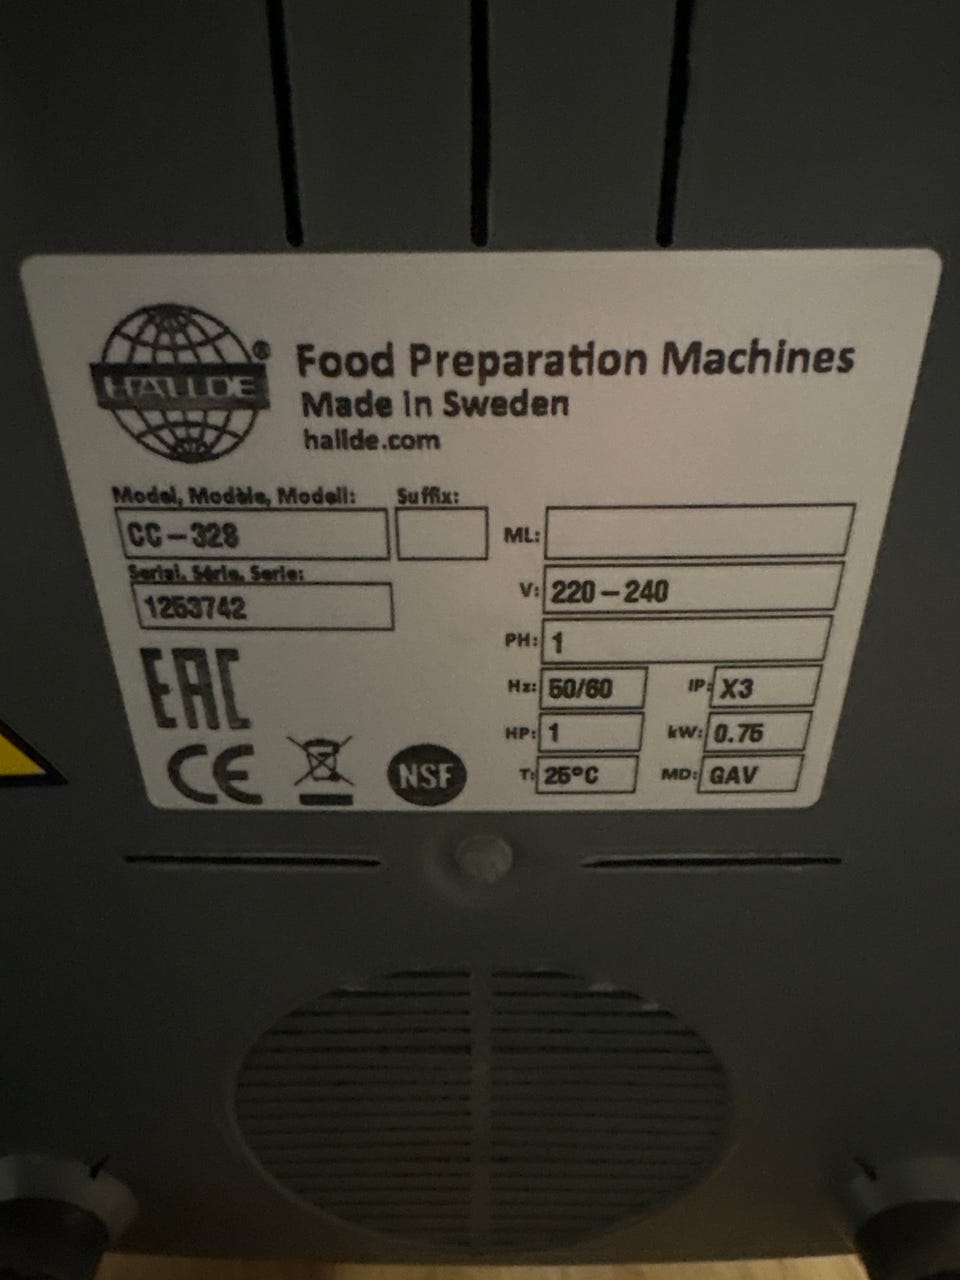 HALLDE ®
Food Preparation Machines
Made in Sweden
hallde.com
Model, Modèle, Modell:
CC-328
Suffix:
Serial, Série, Serie:
1253742
ML:
V: 220-240
PH: 1
Hz: 50/60
IP: X3
HP: 1
kW: 0.75
T: 25°C
MD: GAV
EAC
CE
NSF